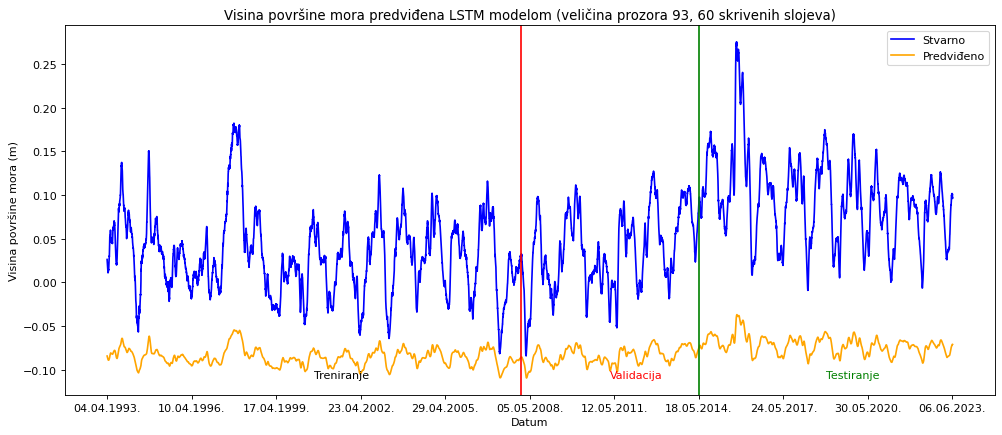 Visina površine mora predviđena LSTM modelom (veličina prozora 93, 60 skrivenih slojeva)
Stvarno
Predviđeno
0.25
0.20
0.15
0.10
0.05
0.00
−0.05
−0.10
Visina površine mora (m)
Treniranje
Validacija
Testiranje
04.04.1993.
10.04.1996.
17.04.1999.
23.04.2002.
29.04.2005.
05.05.2008.
12.05.2011.
18.05.2014.
24.05.2017.
30.05.2020.
06.06.2023.
Datum